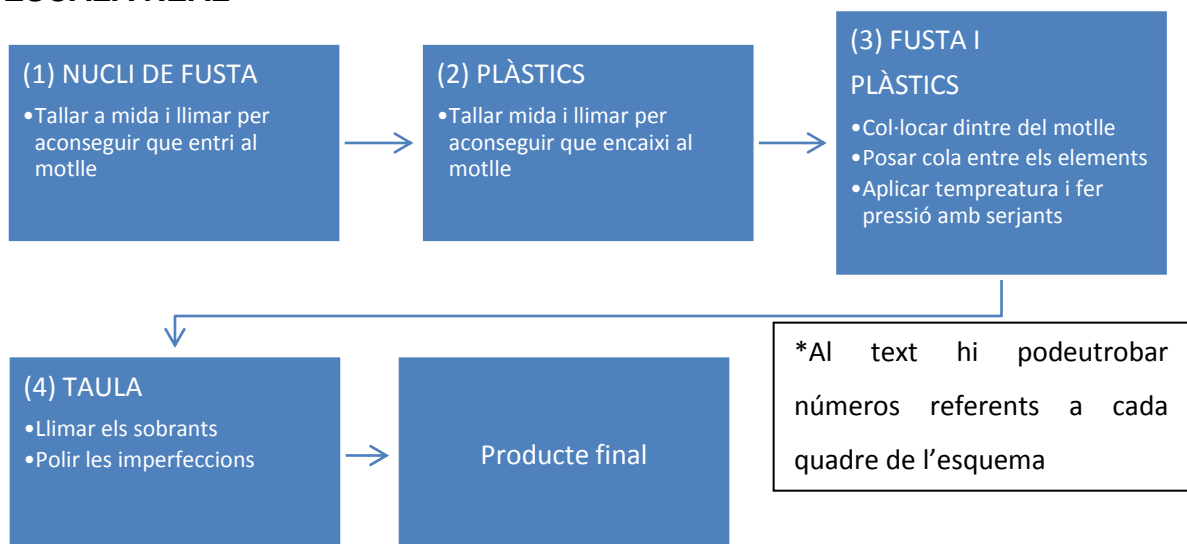 (1) NUCLI DE FUSTA
•Tallar a mida i llimar per
aconseguir que entri al
motlle
(2) PLÀSTICS
•Tallar mida i llimar per
aconseguir que encaixi al
motlle
(3) FUSTA I
PLÀSTICS
•Col·locar dintre del motlle
•Posar cola entre els elements
•Aplicar tempreatura i fer
pressió amb serjants
(4) TAULA
•Llimar els sobrants
•Polir les imperfeccions
Producte final
*Al text hi podeutrobar
números referents a cada
quadre de l’esquema